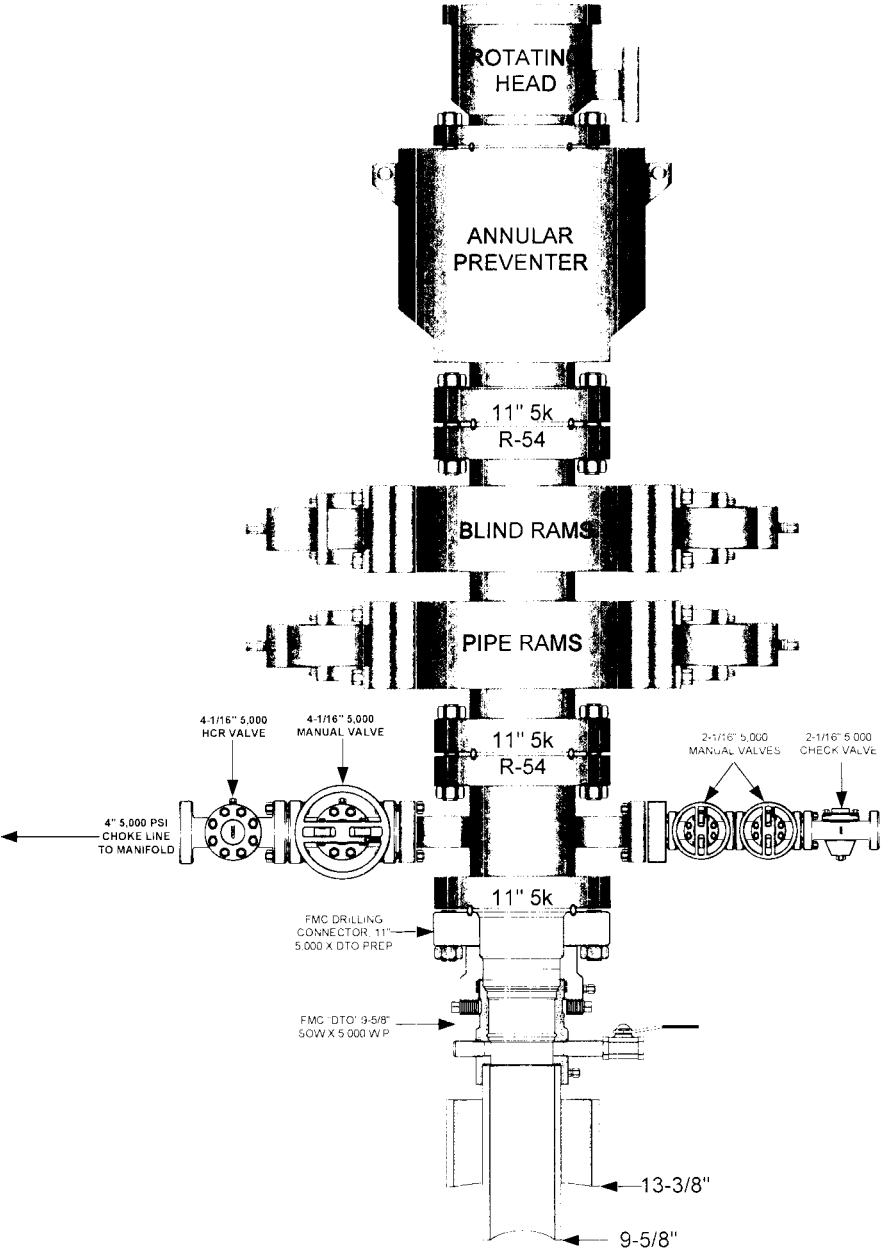 ROTATING
HEAD
ANNULAR
PREVENTER
11" 5k
R-54
BLIND RAMS
PIPE RAMS
4-1/16" 5,000
HCR VALVE
4-1/16" 5,000
MANUAL VALVE
11" 5k
R-54
2-1/16" 5,000
MANUAL VALVES
2-1/16" 5 000
CHECK VALVE
4" 5,000 PSI
CHOKE LINE
TO MANIFOLD
11" 5k
FMC DRILLING
CONNECTOR, 11"
5,000 X DTO PREP
FMC "DTO" 9-5/8"
SOW X 5 000 W P
13-3/8"
9-5/8"